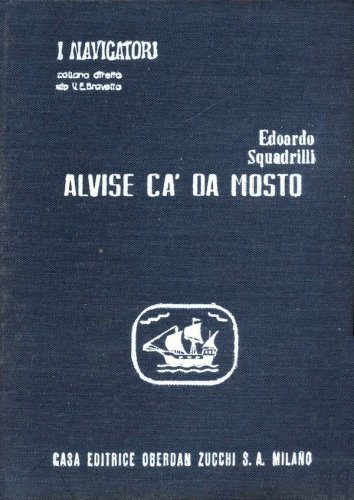 I NAVIGATORI
collana diretta
da V.E.Bravetta
Edoardo
Squadrilli
ALVISE CA' DA MOSTO
CASA EDITRICE OBERDAN ZUCCHI S. A. MILANO